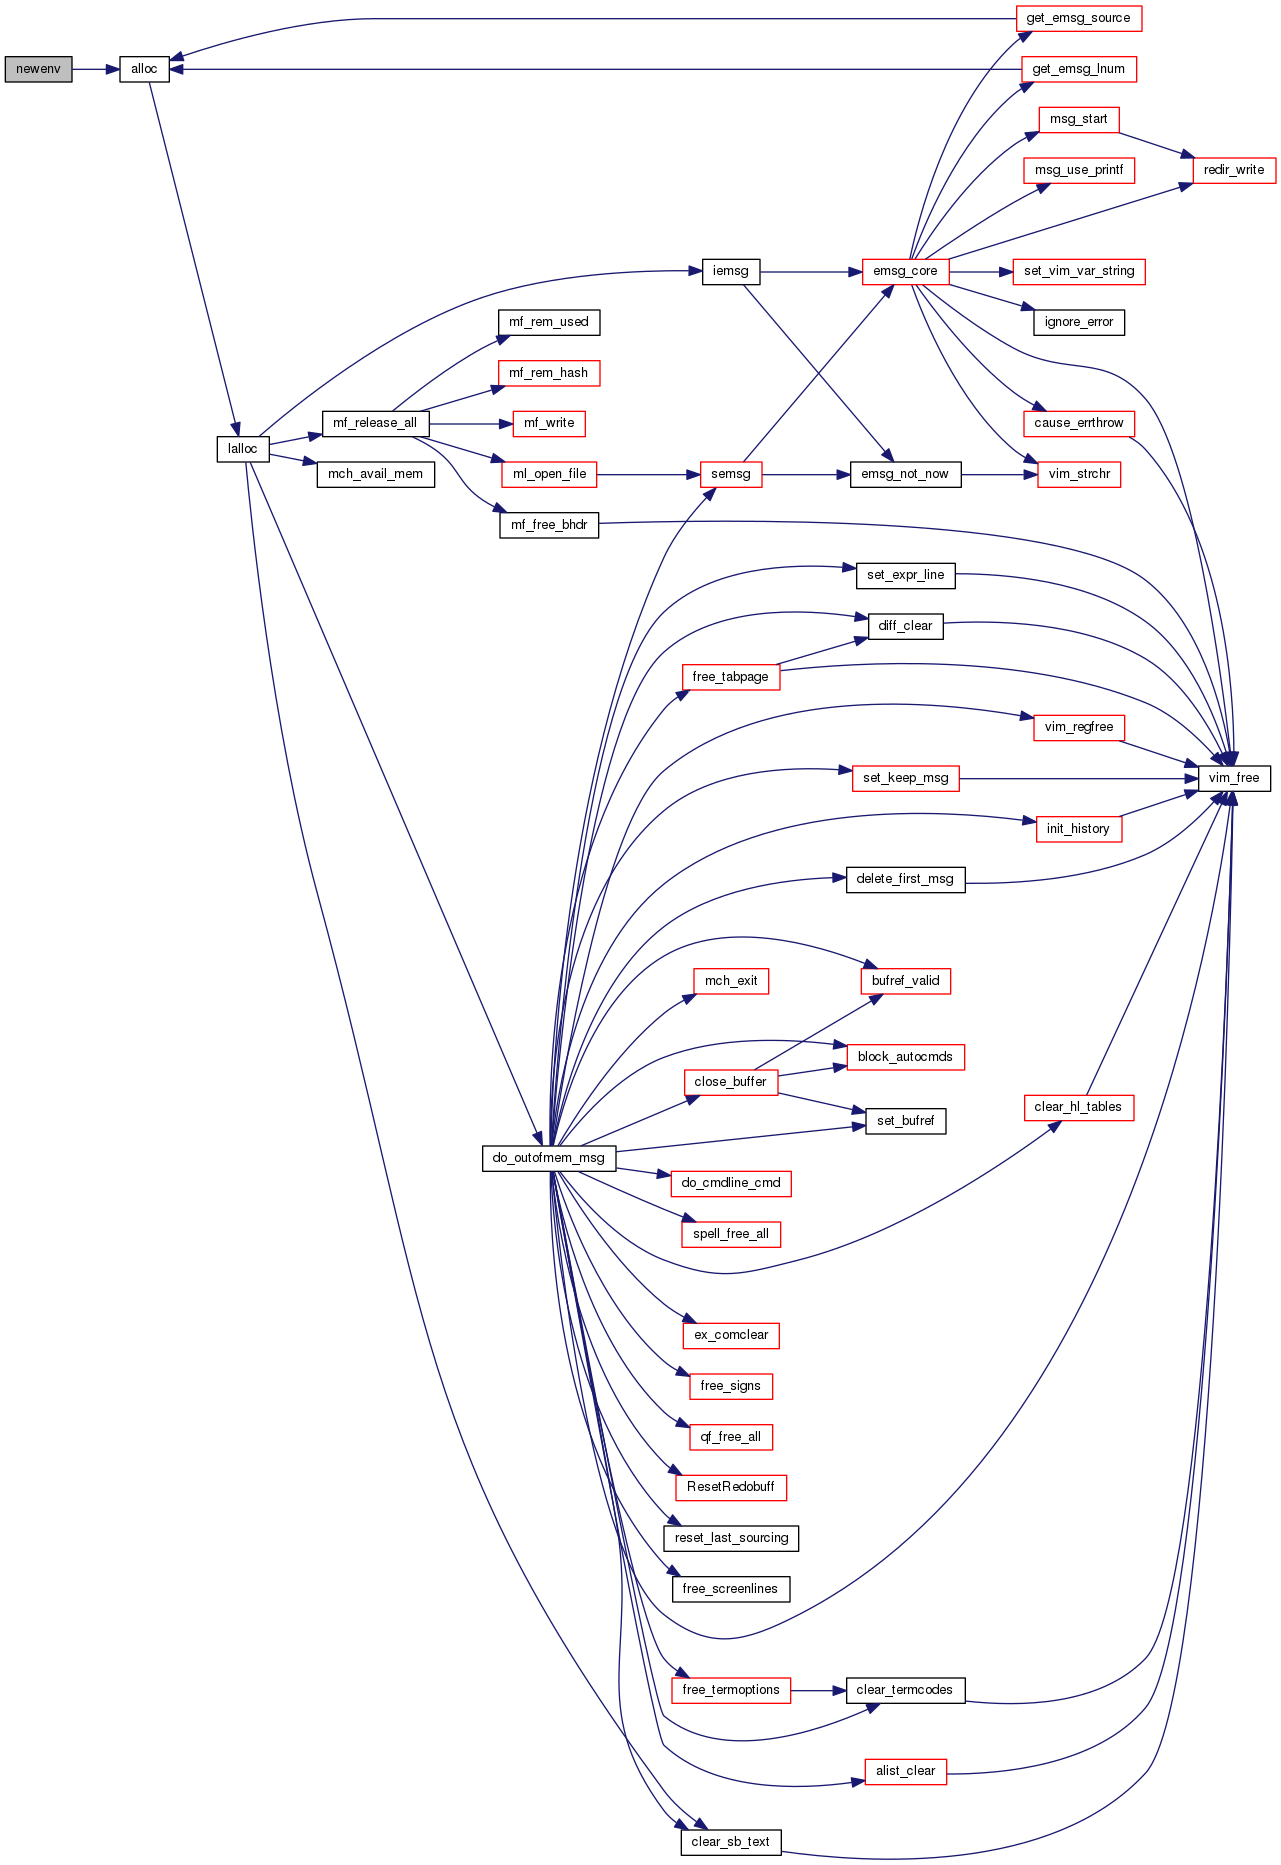 get_emsg_source
newenv
alloc
get_emsg_lnum
msg_start
msg_use_printf
redir_write
iemsg
emsg_core
set_vim_var_string
mf_rem_used
ignore_error
mf_rem_hash
mf_release_all
mf_write
cause_errthrow
lalloc
mch_avail_mem
ml_open_file
semsg
emsg_not_now
vim_strchr
mf_free_bhdr
set_expr_line
diff_clear
free_tabpage
vim_regfree
set_keep_msg
vim_free
init_history
delete_first_msg
mch_exit
bufref_valid
block_autocmds
close_buffer
clear_hl_tables
set_bufref
do_outofmem_msg
do_cmdline_cmd
spell_free_all
ex_comclear
free_signs
qf_free_all
ResetRedobuff
reset_last_sourcing
free_screenlines
free_termoptions
clear_termcodes
alist_clear
clear_sb_text